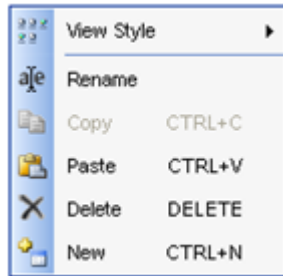 View Style
Rename
Copy CTRL+C
Paste CTRL+V
Delete DELETE
New CTRL+N